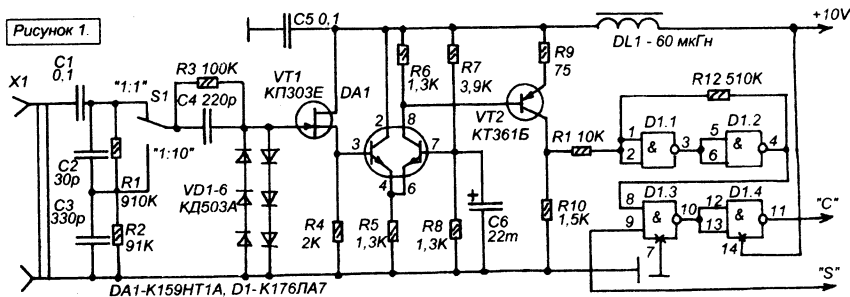 Рисунок 1.
C5 0,1
+10V
DL1 - 60 мкГн
C1
0,1
X1
"1:1"
S1
R3 100K
C4 220p
VT1
КП303Е
DA1
R6
1,3K
R7
3,9K
R9
75
VT2
КТ361Б
R12 510K
D1.1
D1.2
R1 10K
1
2
&
3
5
6
&
4
2
8
3
7
4
6
"1:10"
C2
30p
R1
910K
C3
330p
R2
91K
VD1-6
КД503А
R4
2K
R5
1,3K
R8
1,3K
+
C6
22m
R10
1,5K
D1.3
D1.4
8
9
&
10
12
13
&
11
7
14
"C"
"S"
DA1-К159НТ1А, D1- К176ЛА7